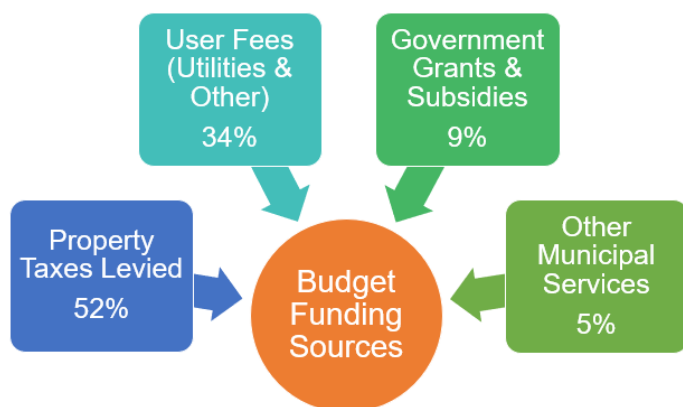 User Fees
(Utilities &
Other)
34%
Government
Grants &
Subsidies
9%
Property
Taxes Levied
52%
Budget
Funding
Sources
Other
Municipal
Services
5%